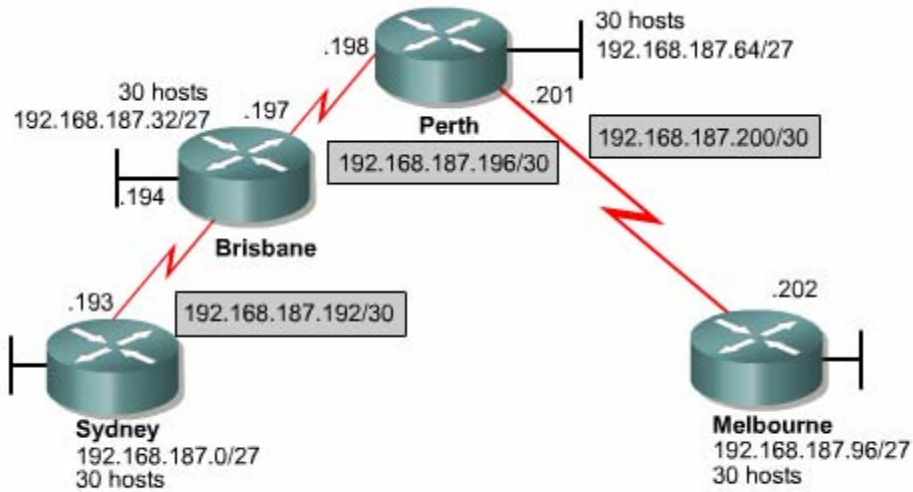 30 hosts
192.168.187.64/27
.198
.201
Perth
30 hosts
192.168.187.32/27
.197
192.168.187.200/30
192.168.187.196/30
.194
Brisbane
.193
192.168.187.192/30
.202
Sydney
192.168.187.0/27
30 hosts
Melbourne
192.168.187.96/27
30 hosts